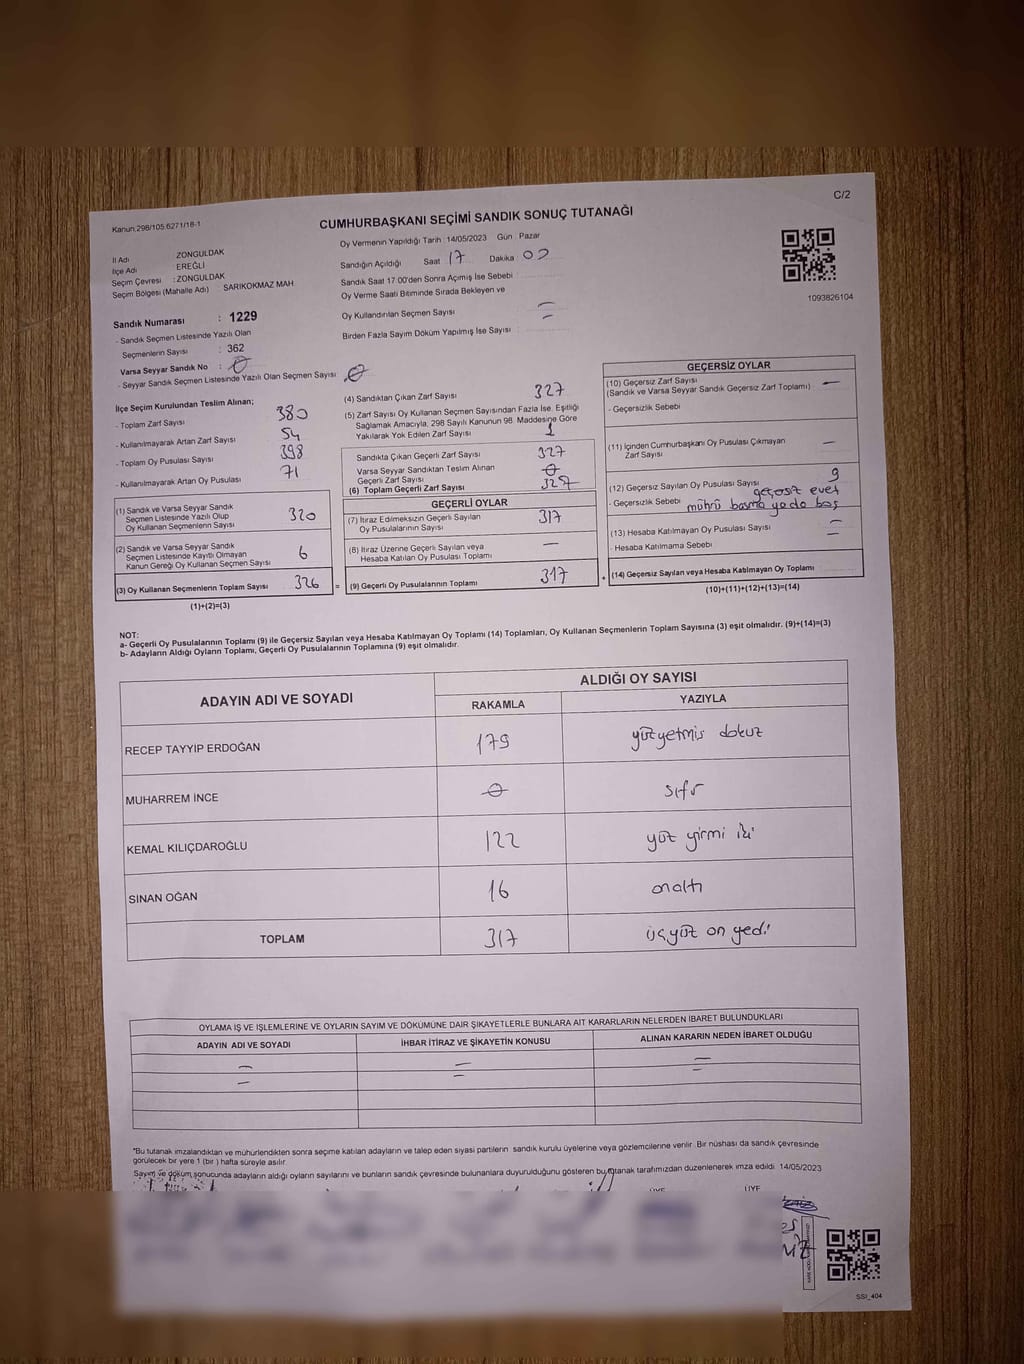 C/2
Kanun.298/105.6271/18-1
CUMHURBAŞKANI SEÇİMİ SANDIK SONUÇ TUTANAĞI
İl Adı ZONGULDAK
İlçe Adı EREĞLİ
Seçim Çevresi : ZONGULDAK
Seçim Bölgesi (Mahalle Adı) SARIKOKMAZ MAH
Oy Vermenin Yapıldığı Tarih : 14/05/2023 Gün Pazar
Sandığın Açıldığı Saat 17 Dakika 00
Sandık Saat 17:00'den Sonra Açımış İse Sebebi
Oy Verme Saati Bitiminde Sırada Bekleyen ve
Oy Kullandırılan Seçmen Sayısı
Birden Fazla Sayım Döküm Yapılmış İse Sayısı
1093826104
Sandık Numarası : 1229
- Sandık Seçmen Listesinde Yazılı Olan
Seçmenlerin Sayısı : 362
Varsa Seyyar Sandık No : 0
- Seyyar Sandık Seçmen Listesinde Yazılı Olan Seçmen Sayısı : 0
İlçe Seçim Kurulundan Teslim Alınan;
- Toplam Zarf Sayısı 380
- Kullanılmayarak Artan Zarf Sayısı 54
- Toplam Oy Pusulası Sayısı 398
- Kullanılmayarak Artan Oy Pusulası 71
(1) Sandık ve Varsa Seyyar Sandık
Seçmen Listesinde Yazılı Olup
Oy Kullanan Seçmenlerin Sayısı 320
(2) Sandık ve Varsa Seyyar Sandık
Seçmen Listesinde Kayıtlı Olmayan
Kanun Gereği Oy Kullanan Seçmen Sayısı 6
(3) Oy Kullanan Seçmenlerin Toplam Sayısı 326
(1)+(2)=(3)
(4) Sandıktan Çıkan Zarf Sayısı 327
(5) Zarf Sayısı Oy Kullanan Seçmen Sayısından Fazla İse, Eşitliği
Sağlamak Amacıyla, 298 Sayılı Kanunun 98. Maddesine Göre
Yakılarak Yok Edilen Zarf Sayısı 1
Sandıkta Çıkan Geçerli Zarf Sayısı 327
Varsa Seyyar Sandıktan Teslim Alınan
Geçerli Zarf Sayısı 0
(6) Toplam Geçerli Zarf Sayısı 327
GEÇERLİ OYLAR
(7) İtiraz Edilmeksizin Geçerli Sayılan
Oy Pusulalarının Sayısı 317
(8) İtiraz Üzerine Geçerli Sayılan veya
Hesaba Katılan Oy Pusulası Toplamı —
= (9) Geçerli Oy Pusulalarının Toplamı 317
GEÇERSİZ OYLAR
(10) Geçersiz Zarf Sayısı
(Sandık ve Varsa Seyyar Sandık Geçersiz Zarf Toplamı) —
- Geçersizlik Sebebi
(11) İçinden Cumhurbaşkanı Oy Pusulası Çıkmayan
Zarf Sayısı —
(12) Geçersiz Sayılan Oy Pusulası Sayısı 9
- Geçersizlik Sebebi evet
mührü basma yada boş
(13) Hesaba Katılmayan Oy Pusulası Sayısı —
- Hesaba Katılmama Sebebi —
+ (14) Geçersiz Sayılan veya Hesaba Katılmayan Oy Toplamı
(10)+(11)+(12)+(13)=(14)
NOT:
a- Geçerli Oy Pusulalarının Toplamı (9) ile Geçersiz Sayılan veya Hesaba Katılmayan Oy Toplamı (14) Toplamları, Oy Kullanan Seçmenlerin Toplam Sayısına (3) eşit olmalıdır. (9)+(14)=(3)
b- Adayların Aldığı Oyların Toplamı, Geçerli Oy Pusulalarının Toplamına (9) eşit olmalıdır.
ADAYIN ADI VE SOYADI ALDIĞI OY SAYISI
RAKAMLA YAZIYLA
RECEP TAYYIP ERDOĞAN 179 yüzyetmiş dokuz
MUHARREM İNCE 0 sıfır
KEMAL KILIÇDAROĞLU 122 yüz yirmi iki
SİNAN OĞAN 16 onaltı
TOPLAM 317 üçyüz on yedi
OYLAMA İŞ VE İŞLEMLERİNE VE OYLARIN SAYIM VE DÖKÜMÜNE DAİR ŞİKAYETLERLE BUNLARA AİT KARARLARIN NELERDEN İBARET BULUNDUKLARI
ADAYIN ADI VE SOYADI İHBAR İTİRAZ VE ŞİKAYETİN KONUSU ALINAN KARARIN NEDEN İBARET OLDUĞU
*Bu tutanak imzalandıktan ve mühürlendikten sonra seçime katılan adayların ve talep eden siyasi partilerin sandık kurulu üyelerine veya gözlemcilerine verilir. Bir nüshası da sandık çevresinde
görülecek bir yere 1 (bir) hafta süreyle asılır.
Sayım ve döküm sonucunda adayların aldığı oyların sayılarını ve bunların sandık çevresinde bulunanlara duyurulduğunu gösteren bu tutanak tarafımızdan düzenlenerek imza edildi. 14/05/2023
ÜYE ÜYE
SSI_404